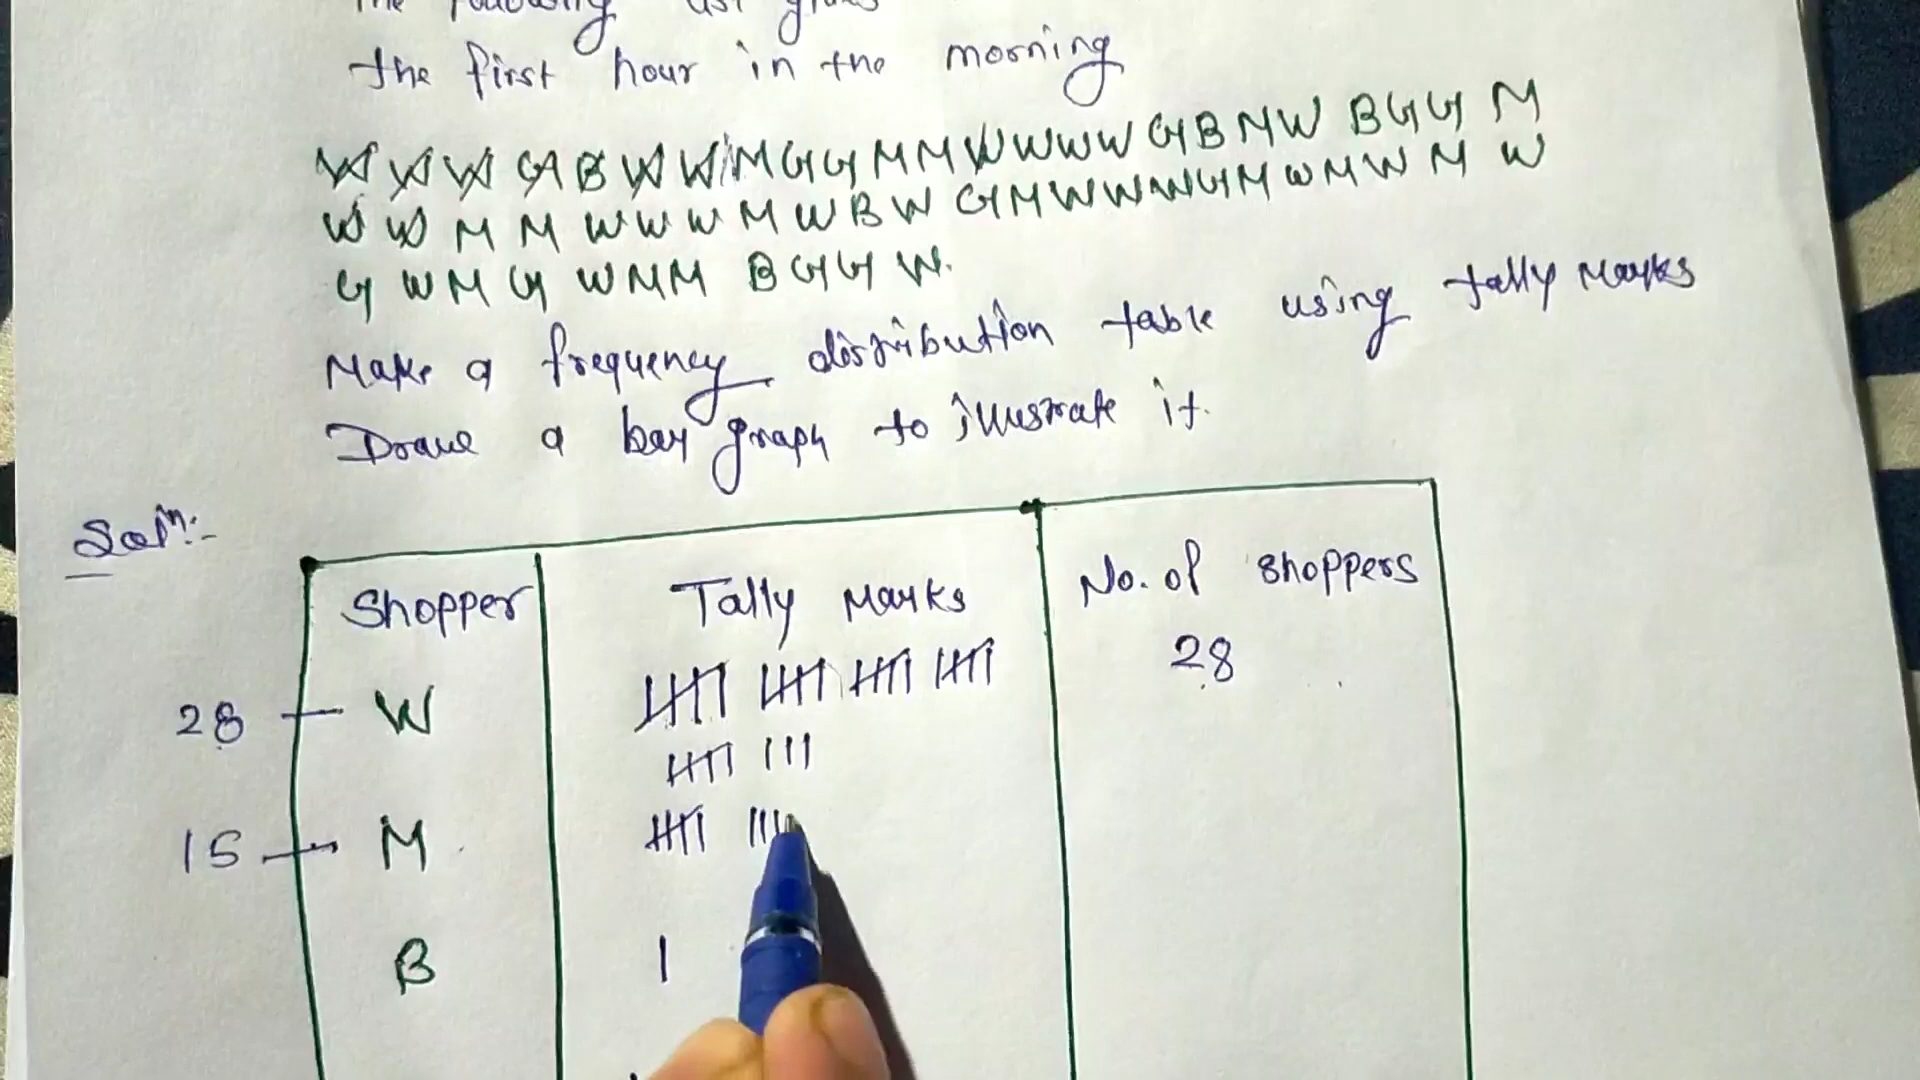 the first hour in the morning
W W W G B W W M G G M M W W W W G B M W B G G M
W W M M W W W M W B W G M W W W W G M W M W M W
G W M G W M M B G G W.
Make a frequency distribution table using tally Marks
Draw a bar graph to illustrate it.
Soln:-
Shopper Tally Marks No. of shoppers
28 W 28
15 M
B